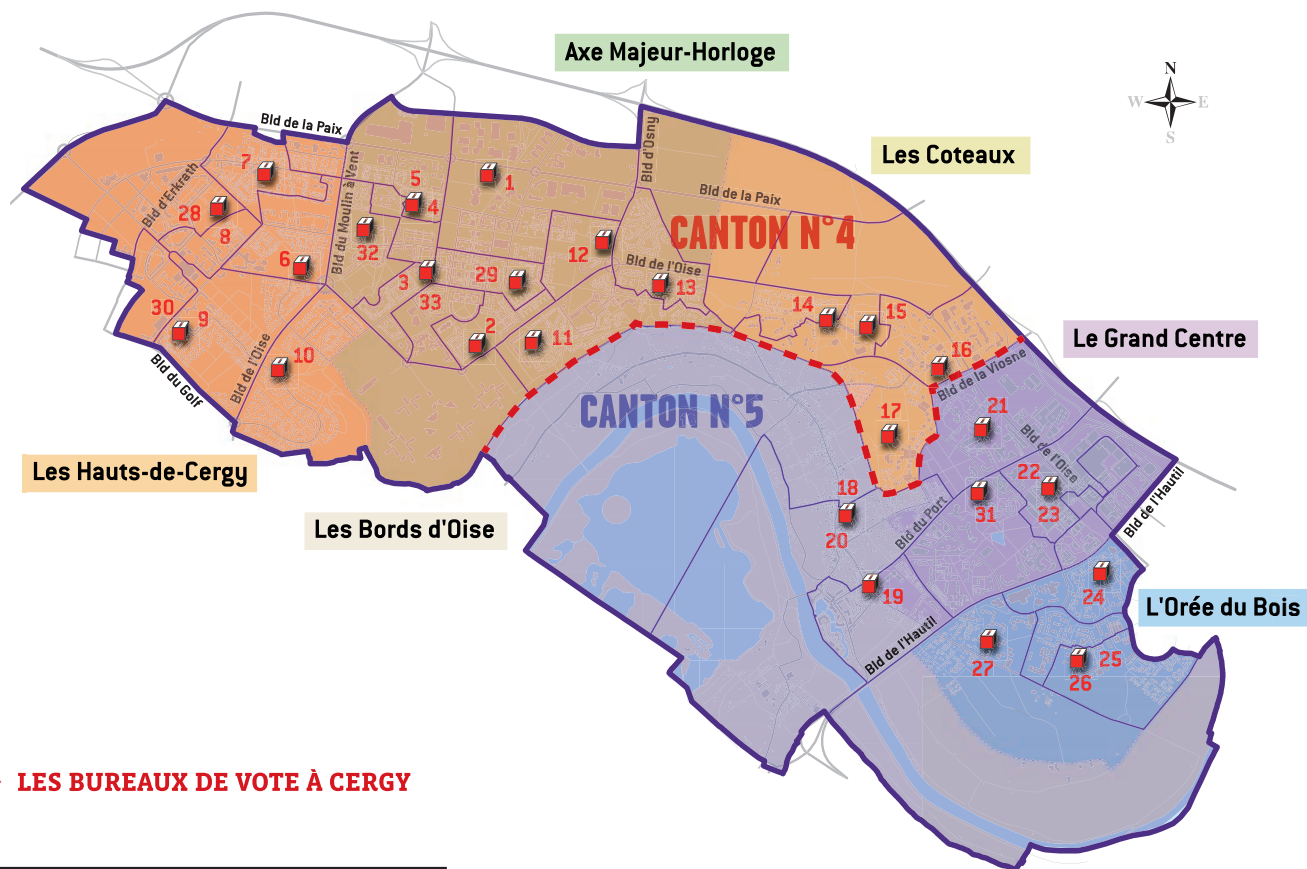 Axe Majeur-Horloge
N
W E
S
Les Coteaux
Le Grand Centre
L'Orée du Bois
Les Hauts-de-Cergy
Les Bords d'Oise
CANTON N°4
CANTON N°5
Bld de la Paix
Bld d'Osny
Bld d'Erkrath
Bld du Moulin à Vent
Bld de la Paix
Bld de l'Oise
Bld de l'Oise
Bld du Golf
Bld de la Viosne
Bld de l'Oise
Bld du Port
Bld de l'Hautil
Bld de l'Hautil
7
5
1
4
28
8
32
12
6
3
29
13
33
30
9
2
11
14
15
10
16
17
21
22
18
31
23
20
19
24
27
25
26
LES BUREAUX DE VOTE À CERGY